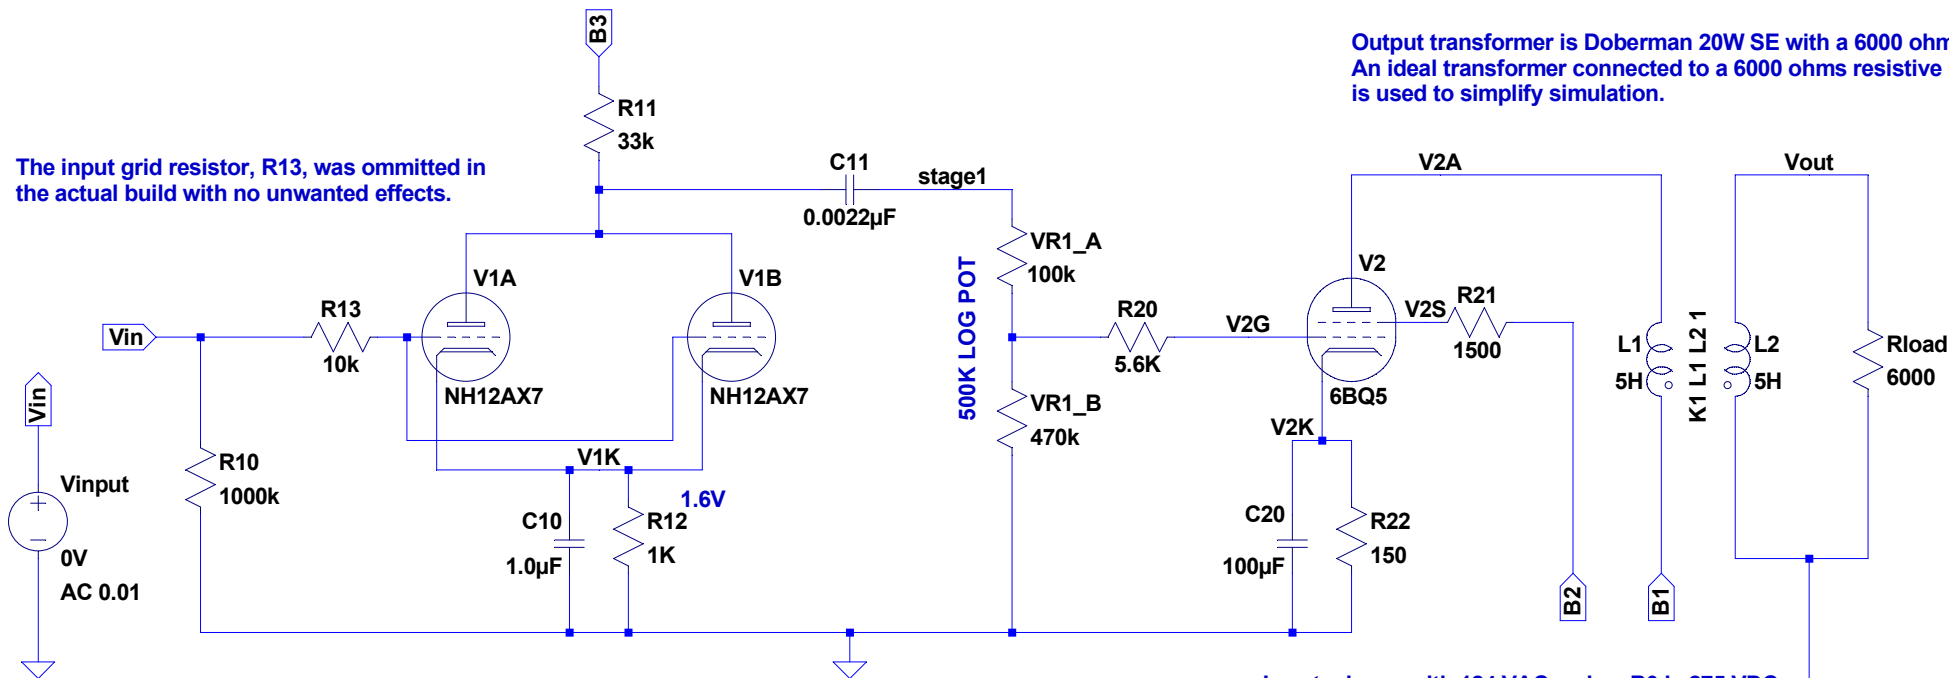 B3
Output transformer is Doberman 20W SE with a 6000 ohm
An ideal transformer connected to a 6000 ohms resistive
is used to simplify simulation.
R11
33k
The input grid resistor, R13, was ommitted in
the actual build with no unwanted effects.
C11
0.0022µF
stage1
V2A
Vout
VR1_A
100k
500K LOG POT
V1A
V1B
V2
R13
10k
Vin
NH12AX7
NH12AX7
R20
5.6K
V2G
V2S
R21
1500
6BQ5
L1
5H
K1 L1 L2 1
L2
5H
Rload
6000
VR1_B
470k
V2K
Vin
V1K
R10
1000k
Vinput
0V
AC 0.01
1.6V
C10
1.0µF
R12
1K
C20
100µF
R22
150
B2
B1